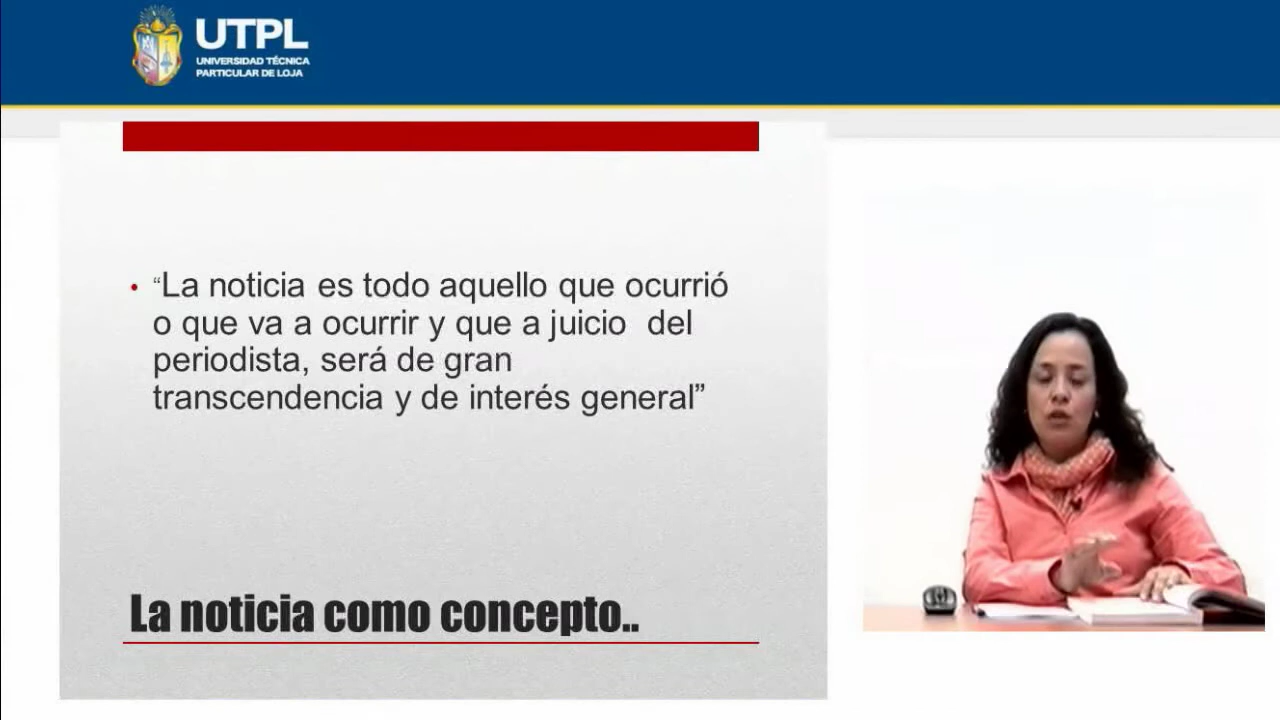 UTPL
UNIVERSIDAD TÉCNICA
PARTICULAR DE LOJA
• “La noticia es todo aquello que ocurrió
o que va a ocurrir y que a juicio  del
periodista, será de gran
transcendencia y de interés general”
La noticia como concepto..